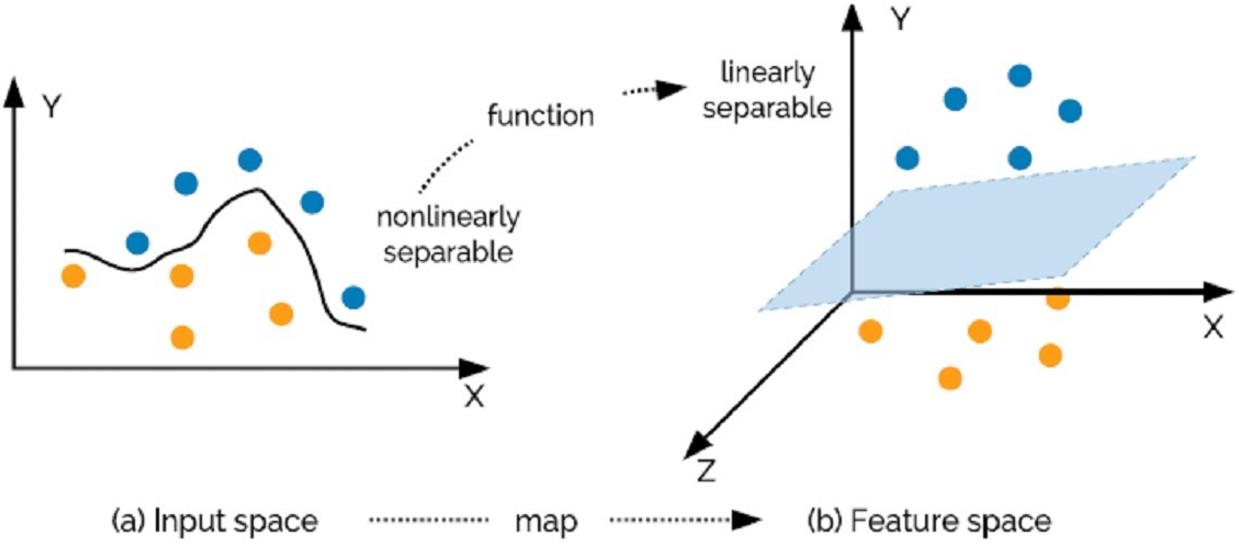 Y
function
linearly
separable
Y
nonlinearly
separable
X
X
Z
(a) Input space
map
(b) Feature space